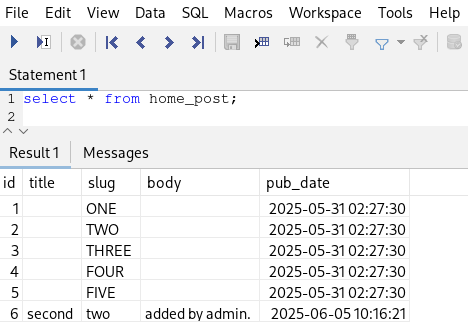 File Edit View Data SQL Macros Workspace Tools Help
Statement 1
1 select * from home_post;
2
Result 1 Messages
id title slug body pub_date
1 ONE 2025-05-31 02:27:30
2 TWO 2025-05-31 02:27:30
3 THREE 2025-05-31 02:27:30
4 FOUR 2025-05-31 02:27:30
5 FIVE 2025-05-31 02:27:30
6 second two added by admin. 2025-06-05 10:16:21